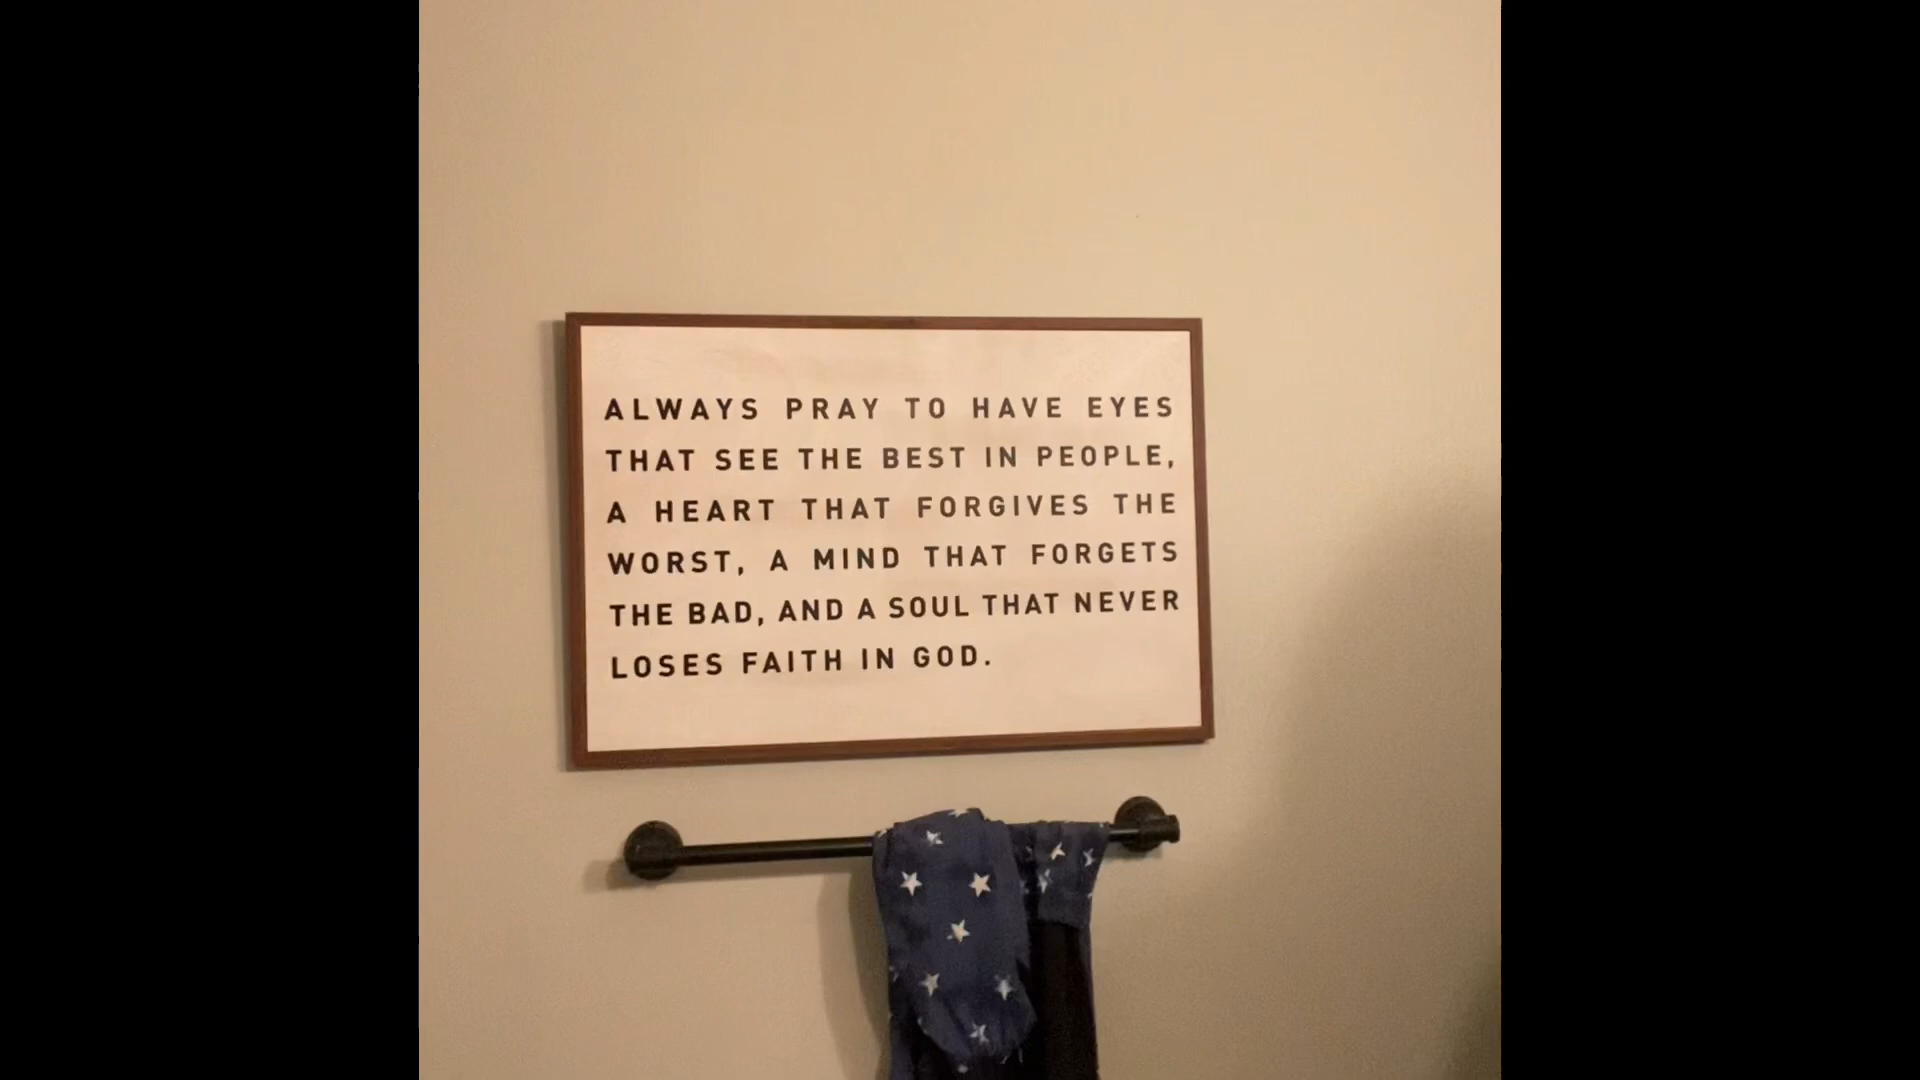 ALWAYS PRAY TO HAVE EYES
THAT SEE THE BEST IN PEOPLE,
A HEART THAT FORGIVES THE
WORST, A MIND THAT FORGETS
THE BAD, AND A SOUL THAT NEVER
LOSES FAITH IN GOD.